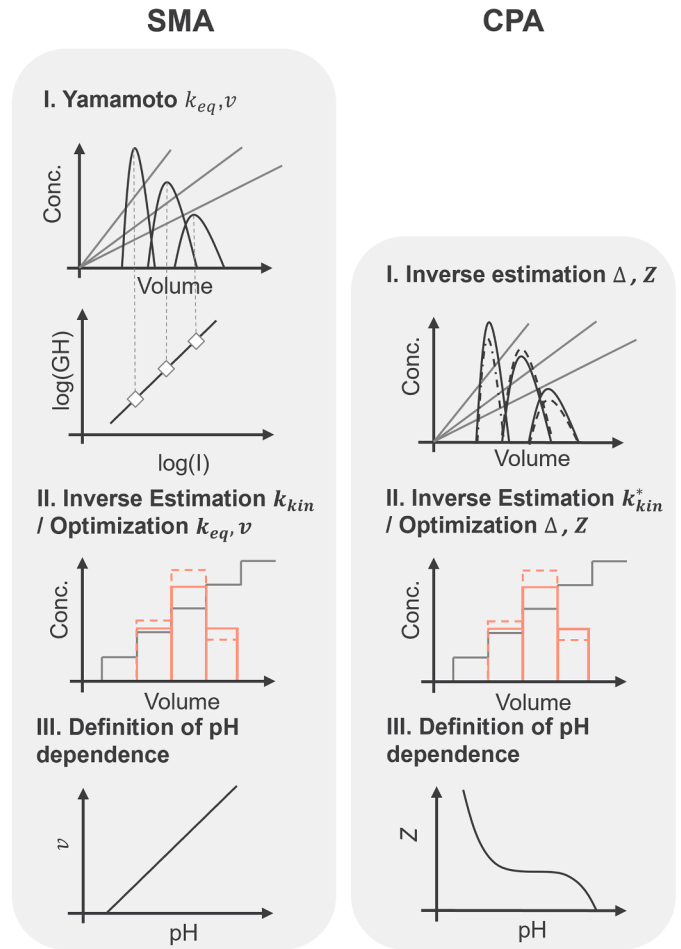 SMA
I. Yamamoto k_eq, v
Conc.
Volume
log(GH)
log(I)
II. Inverse Estimation k_kin
/ Optimization k_eq, v
Conc.
Volume
III. Definition of pH
dependence
v
pH
CPA
I. Inverse estimation Δ, Z
Conc.
Volume
II. Inverse Estimation k*_kin
/ Optimization Δ, Z
Conc.
Volume
III. Definition of pH
dependence
Z
pH